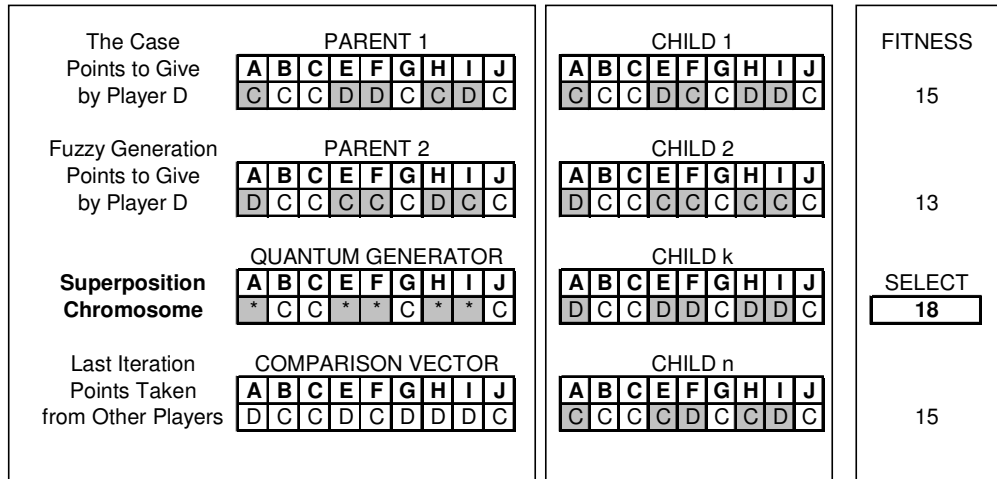 The Case PARENT 1 CHILD 1 FITNESS
Points to Give A B C E F G H I J A B C E F G H I J
by Player D C C C D D C C D C C C C D C C D D C 15
Fuzzy Generation PARENT 2 CHILD 2
Points to Give A B C E F G H I J A B C E F G H I J
by Player D D C C C C C D C C D C C C C C C C C 13
QUANTUM GENERATOR CHILD k
Superposition A B C E F G H I J A B C E F G H I J SELECT
Chromosome * C C * * C * * C D C C D D C D D C 18
Last Iteration COMPARISON VECTOR CHILD n
Points Taken A B C E F G H I J A B C E F G H I J
from Other Players D C C D C D D D C C C C C D C C D C 15